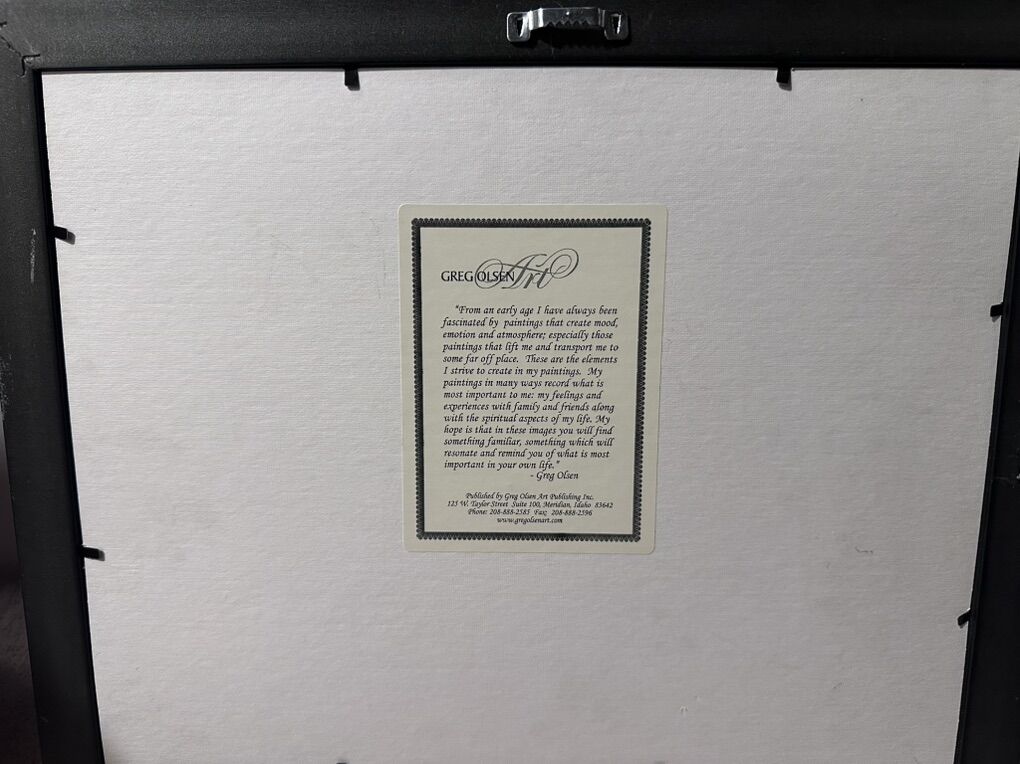 GREG OLSEN Art
"From an early age I have always been
fascinated by paintings that create mood,
emotion and atmosphere; especially those
paintings that lift me and transport me to
some far off place. These are the elements
I strive to create in my paintings. My
paintings in many ways record what is
most important to me: my feelings and
experiences with family and friends along
with the spiritual aspects of my life. My
hope is that in these images you will find
something familiar, something which will
resonate and remind you of what is most
important in your own life."
- Greg Olsen
Published by Greg Olsen Art Publishing Inc.
125 W. Taylor Street Suite 100, Meridian, Idaho 83642
Phone: 208-888-2585 Fax: 208-888-2596
www.gregolsenart.com